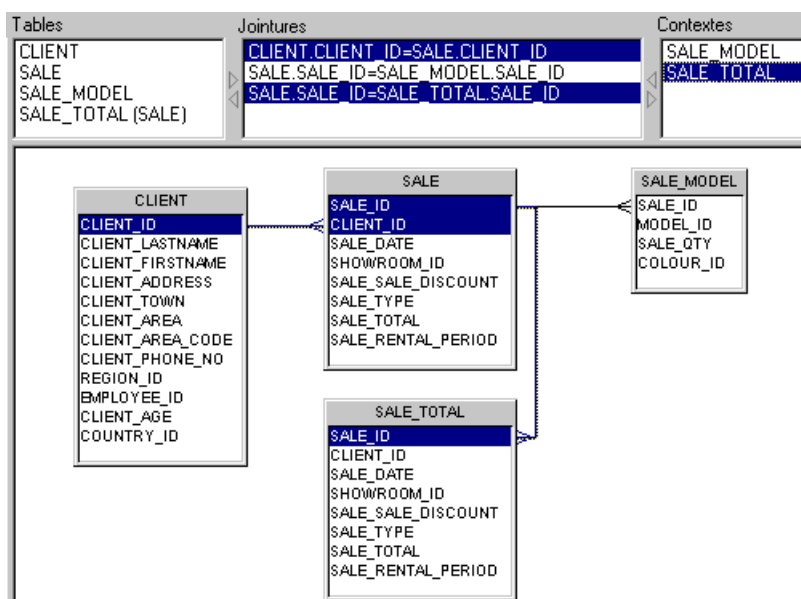 Tables
CLIENT
SALE
SALE_MODEL
SALE_TOTAL (SALE)
Jointures
CLIENT.CLIENT_ID=SALE.CLIENT_ID
SALE.SALE_ID=SALE_MODEL.SALE_ID
SALE.SALE_ID=SALE_TOTAL.SALE_ID
Contextes
SALE_MODEL
SALE_TOTAL
CLIENT
CLIENT_ID
CLIENT_LASTNAME
CLIENT_FIRSTNAME
CLIENT_ADDRESS
CLIENT_TOWN
CLIENT_AREA
CLIENT_AREA_CODE
CLIENT_PHONE_NO
REGION_ID
EMPLOYEE_ID
CLIENT_AGE
COUNTRY_ID
SALE
SALE_ID
CLIENT_ID
SALE_DATE
SHOWROOM_ID
SALE_SALE_DISCOUNT
SALE_TYPE
SALE_TOTAL
SALE_RENTAL_PERIOD
SALE_MODEL
SALE_ID
MODEL_ID
SALE_QTY
COLOUR_ID
SALE_TOTAL
SALE_ID
CLIENT_ID
SALE_DATE
SHOWROOM_ID
SALE_SALE_DISCOUNT
SALE_TYPE
SALE_TOTAL
SALE_RENTAL_PERIOD